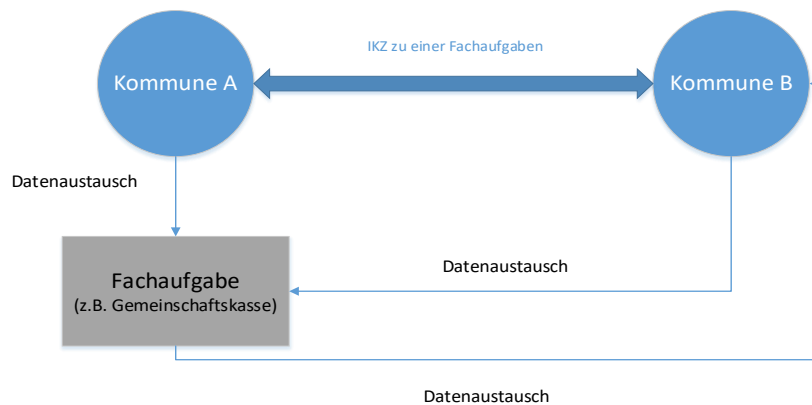 IKZ zu einer Fachaufgaben
Kommune A
Kommune B
Datenaustausch
Fachaufgabe
(z.B. Gemeinschaftskasse)
Datenaustausch
Datenaustausch